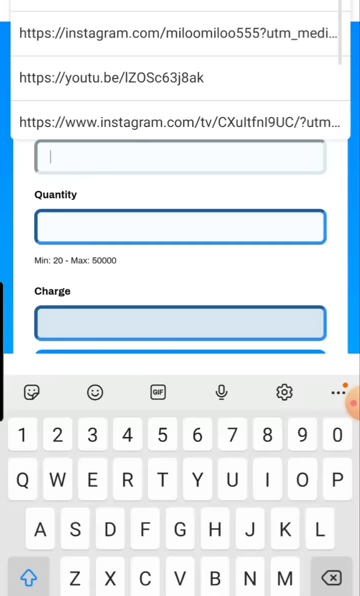 https://instagram.com/miloomiloo555?utm_medi...
https://youtu.be/lZOSc63j8ak
https://www.instagram.com/tv/CXuItfnI9UC/?utm...
Quantity
Min: 20 - Max: 50000
Charge
GIF
1 2 3 4 5 6 7 8 9 0
Q W E R T Y U I O P
A S D F G H J K L
Z X C V B N M